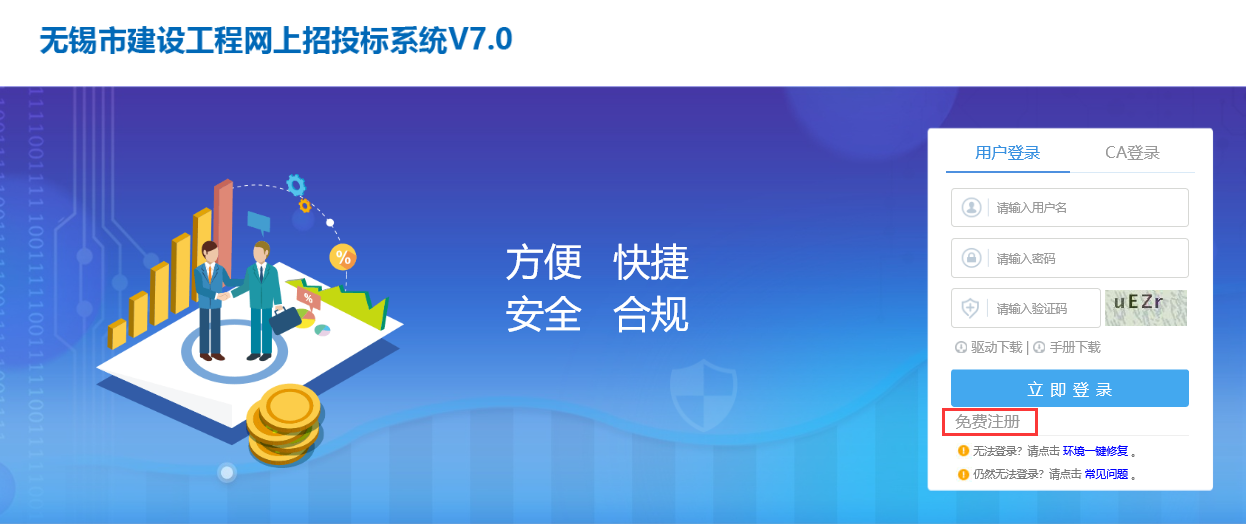 无锡市建设工程网上招投标系统V7.0
方便 快捷
安全 合规
用户登录 CA登录
请输入用户名
请输入密码
请输入验证码 uEZr
驱动下载 | 手册下载
立即登录
免费注册
无法登录？请点击 环境一键修复 。
仍然无法登录？请点击 常见问题 。
%
%